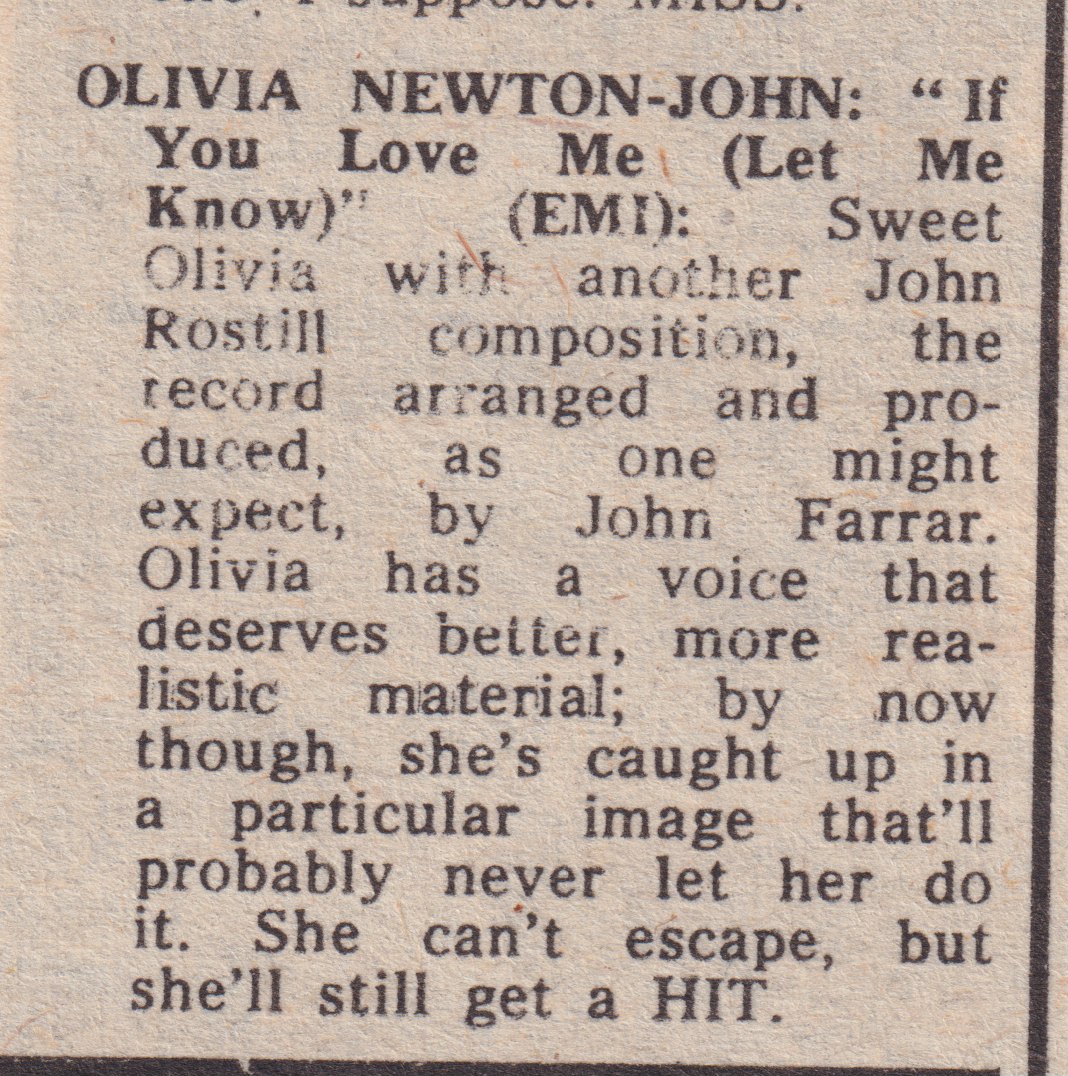 I suppose. MISS.
OLIVIA NEWTON-JOHN: “ If
You Love Me (Let Me
Know)” (EMI): Sweet
Olivia with another John
Rostill composition, the
record arranged and pro-
duced, as one might
expect, by John Farrar.
Olivia has a voice that
deserves better, more rea-
listic material; by now
though, she’s caught up in
a particular image that’ll
probably never let her do
it. She can’t escape, but
she’ll still get a HIT.